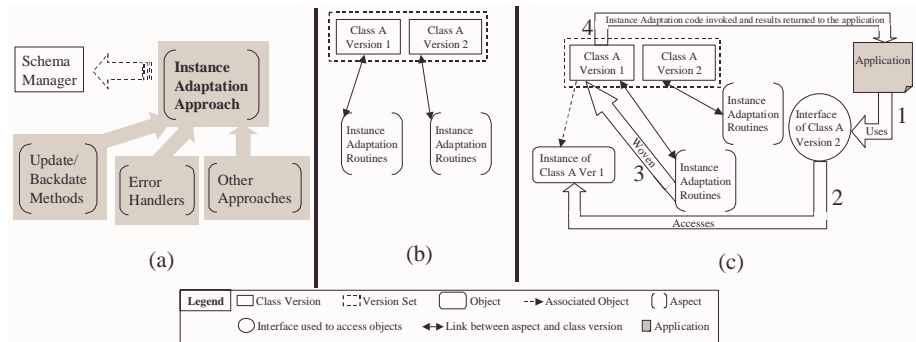 Schema
Manager
Instance
Adaptation
Approach
Update/
Backdate
Methods
Error
Handlers
Other
Approaches
(a)
Class A
Version 1
Class A
Version 2
Instance
Adaptation
Routines
Instance
Adaptation
Routines
(b)
4
Instance Adaptation code invoked and results returned to the application
Class A
Version 1
Class A
Version 2
Application
1
Uses
Interface
of Class A
Version 2
Instance
Adaptation
Routines
Woven
3
Instance of
Class A Ver 1
Instance
Adaptation
Routines
2
Accesses
(c)
Legend
Class Version
Version Set
Object
Associated Object
Aspect
Interface used to access objects
Link between aspect and class version
Application